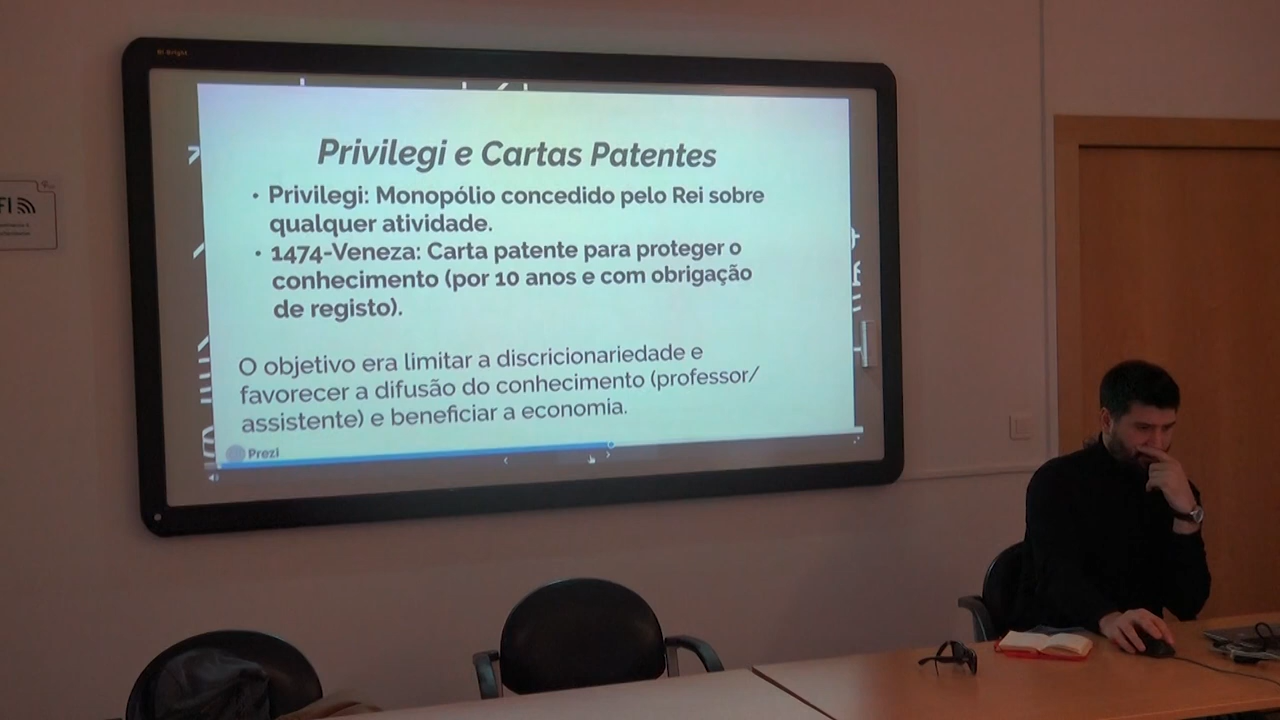 Bi Bright
Privilegi e Cartas Patentes
• Privilegi: Monopólio concedido pelo Rei sobre
qualquer atividade.
• 1474-Veneza: Carta patente para proteger o
conhecimento (por 10 anos e com obrigação
de registo).
O objetivo era limitar a discricionariedade e
favorecer a difusão do conhecimento (professor/
assistente) e beneficiar a economia.
Prezi